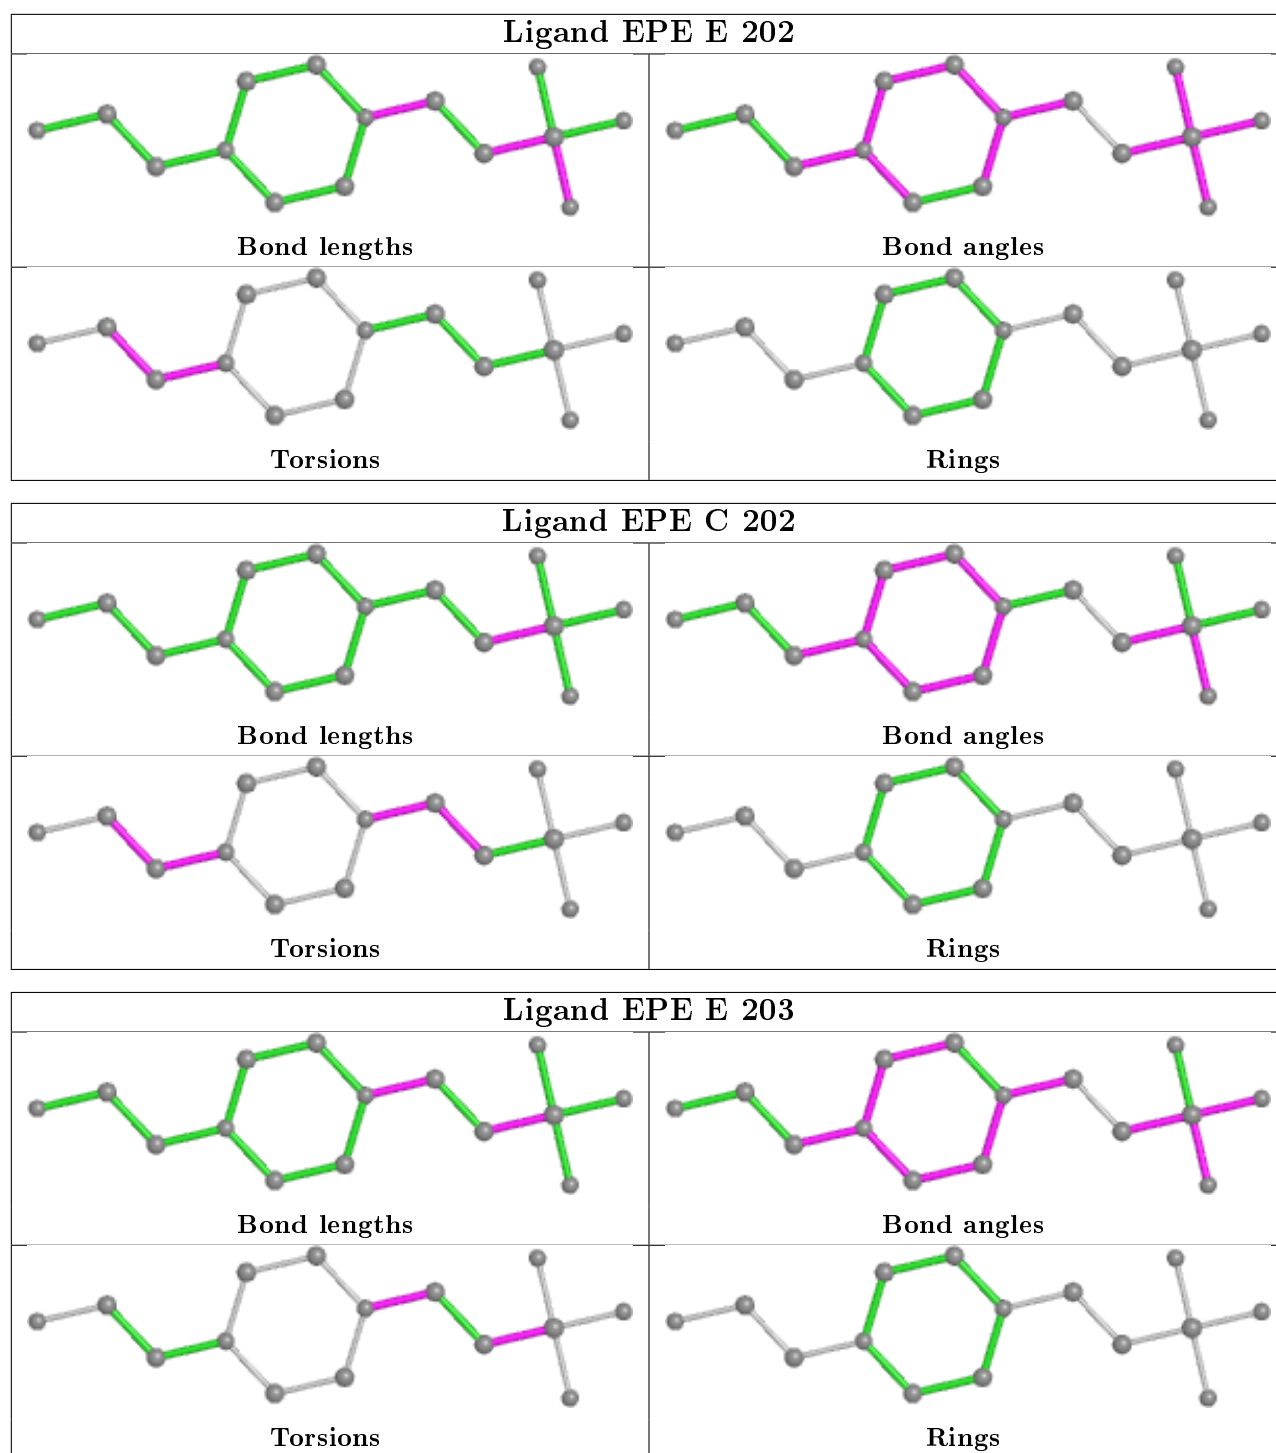 Ligand EPE E 202
Bond lengths
Bond angles
Torsions
Rings
Ligand EPE C 202
Bond lengths
Bond angles
Torsions
Rings
Ligand EPE E 203
Bond lengths
Bond angles
Torsions
Rings